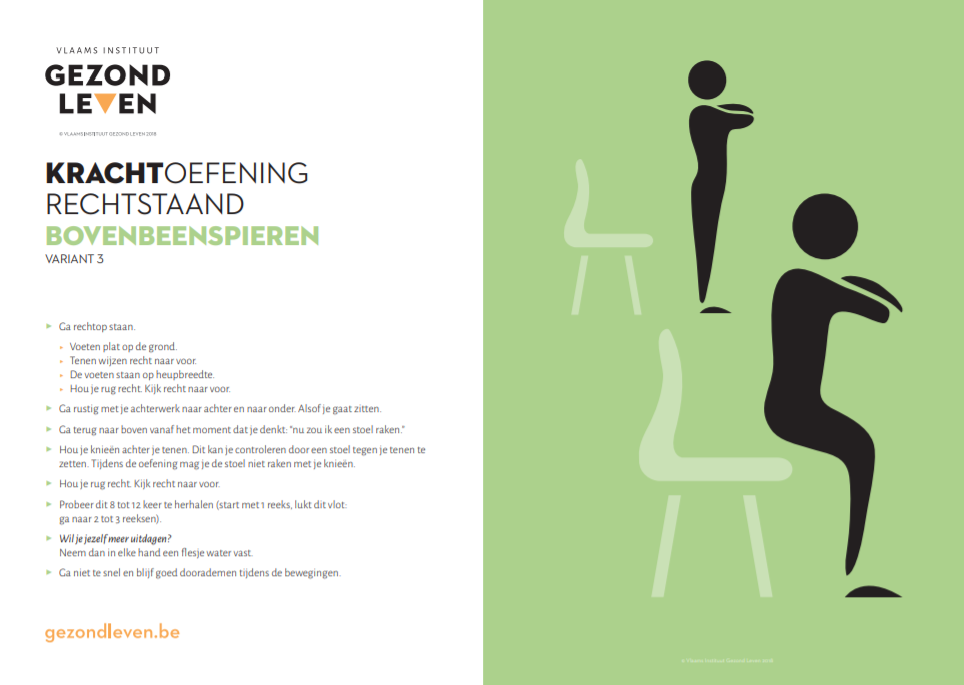 VLAAMS INSTITUUT
GEZOND
LEVEN
© VLAAMS INSTITUUT GEZOND LEVEN 2018
KRACHTOEFENING
RECHTSTAAND
BOVENBEENSPIEREN
VARIANT 3
► Ga rechtop staan.
▸ Voeten plat op de grond.
▸ Tenen wijzen recht naar voor.
▸ De voeten staan op heupbreedte.
▸ Hou je rug recht. Kijk recht naar voor.
► Ga rustig met je achterwerk naar achter en naar onder. Alsof je gaat zitten.
► Ga terug naar boven vanaf het moment dat je denkt: "nu zou ik een stoel raken."
► Hou je knieën achter je tenen. Dit kan je controleren door een stoel tegen je tenen te
zetten. Tijdens de oefening mag je de stoel niet raken met je knieën.
► Hou je rug recht. Kijk recht naar voor.
► Probeer dit 8 tot 12 keer te herhalen (start met 1 reeks, lukt dit vlot:
ga naar 2 tot 3 reeksen).
► Wil je jezelf meer uitdagen?
Neem dan in elke hand een flesje water vast.
► Ga niet te snel en blijf goed doorademen tijdens de bewegingen.
gezondleven.be
© Vlaams Instituut Gezond Leven 2018